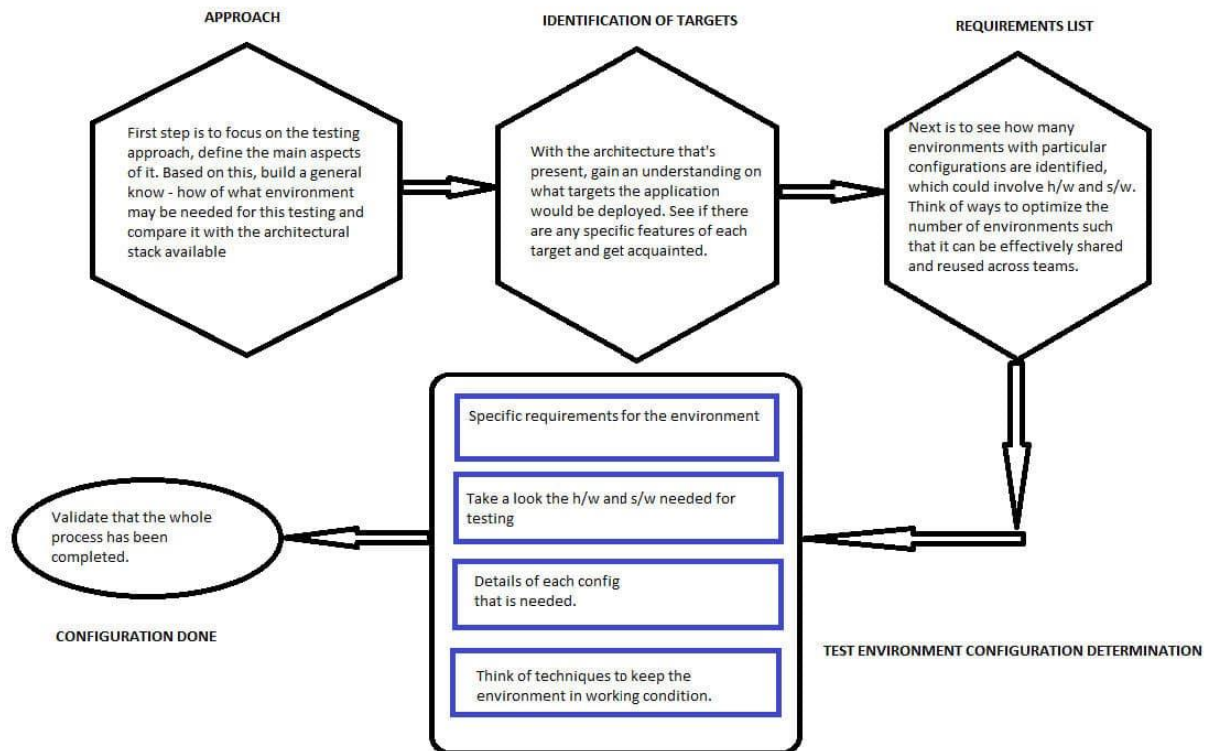 APPROACH
First step is to focus on the testing
approach, define the main aspects
of it. Based on this, build a general
know - how of what environment
may be needed for this testing and
compare it with the architectural
stack available
IDENTIFICATION OF TARGETS
With the architecture that's
present, gain an understanding on
what targets the application
would be deployed. See if there
are any specific features of each
target and get acquainted.
REQUIREMENTS LIST
Next is to see how many
environments with particular
configurations are identified,
which could involve h/w and s/w.
Think of ways to optimize the
number of environments such
that it can be effectively shared
and reused across teams.
TEST ENVIRONMENT CONFIGURATION DETERMINATION
Specific requirements for the environment
Take a look the h/w and s/w needed for
testing
Details of each config
that is needed.
Think of techniques to keep the
environment in working condition.
Validate that the whole
process has been
completed.
CONFIGURATION DONE